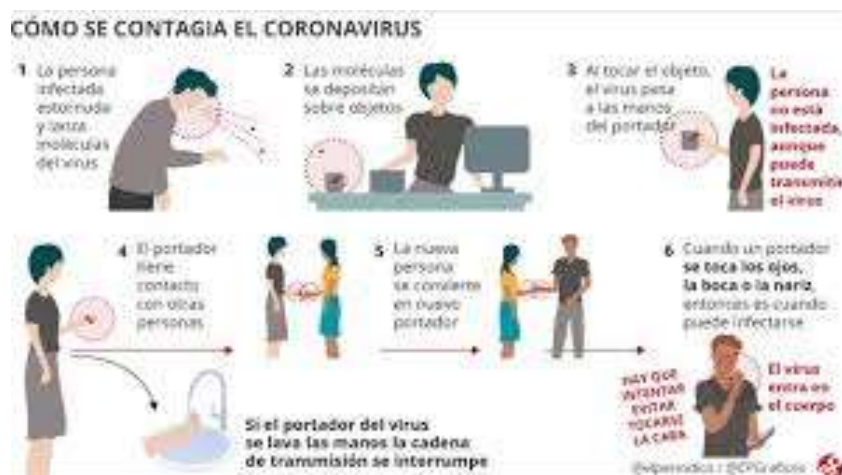 CÓMO SE CONTAGIA EL CORONAVIRUS
1 La persona
infectada
estornuda
y lanza
moléculas
del virus
2 Las moléculas
se depositan
sobre objetos
3 Al tocar el objeto,
el virus pasa
a las manos
del portador
La
persona
no está
infectada,
aunque
puede
transmitir
el virus
4 El portador
tiene
contacto
con otras
personas
5 La nueva
persona
se convierte
en nuevo
portador
6 Cuando un portador
se toca los ojos,
la boca o la nariz,
entonces es cuando
puede infectarse
Si el portador del virus
se lava las manos la cadena
de transmisión se interrumpe
HAY QUE
INTENTAR
EVITAR
TOCARSE
LA CARA
El virus
entra en
el cuerpo
@elperiodico / @EPGraficos